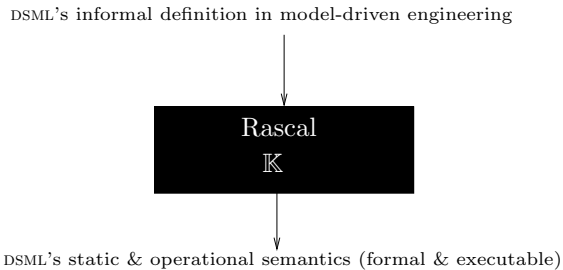 DSML's informal definition in model-driven engineering
Rascal
𝕂
DSML's static & operational semantics (formal & executable)